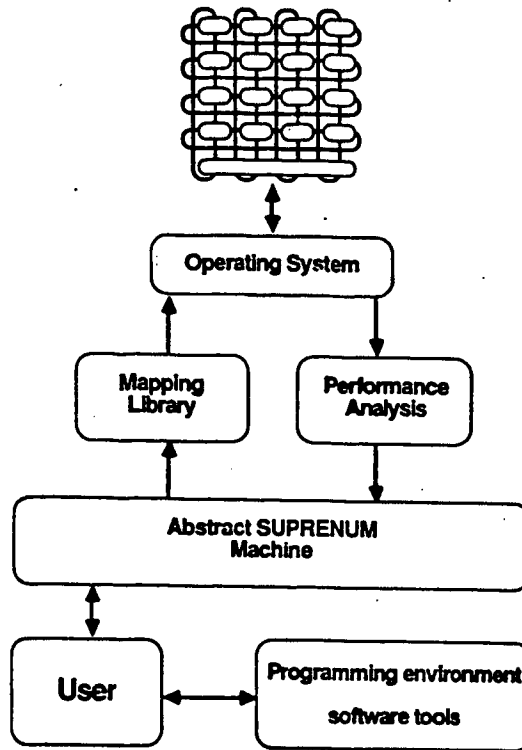 Operating System
Mapping
Library
Performance
Analysis
Abstract SUPRENUM
Machine
User
Programming environment
software tools